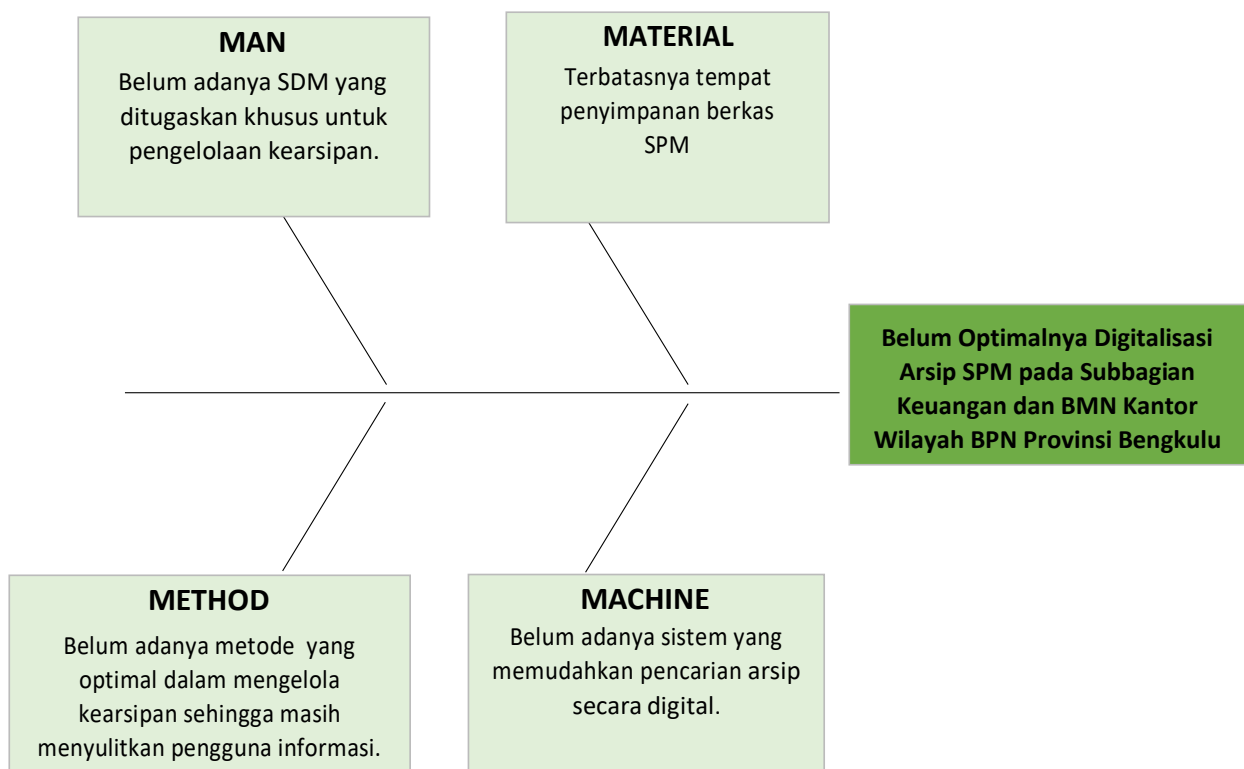 MAN
Belum adanya SDM yang
ditugaskan khusus untuk
pengelolaan kearsipan.
MATERIAL
Terbatasnya tempat
penyimpanan berkas
SPM
Belum Optimalnya Digitalisasi
Arsip SPM pada Subbagian
Keuangan dan BMN Kantor
Wilayah BPN Provinsi Bengkulu
METHOD
Belum adanya metode yang
optimal dalam mengelola
kearsipan sehingga masih
menyulitkan pengguna informasi.
MACHINE
Belum adanya sistem yang
memudahkan pencarian arsip
secara digital.